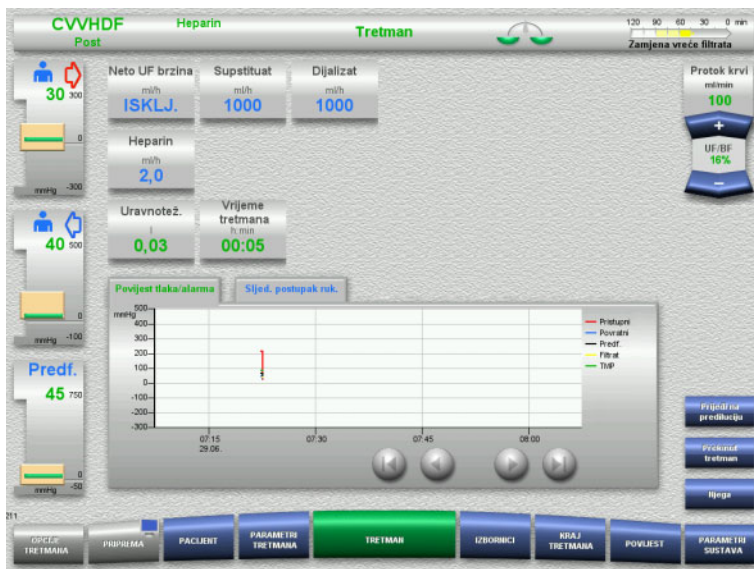 CVVHDF
Heparin
Post
Tretman
120 90 60 30 0 min
Zamjena vreće filtrata
30
300
0
mmHg -300
40
500
0
mmHg -100
Predf.
45
750
0
mmHg -50
Neto UF brzina
ml/h
ISKLJ.
Supstituat
ml/h
1000
Dijalizat
ml/h
1000
Heparin
ml/h
2,0
Uravnotež.
l
0,03
Vrijeme
tretmana
h:min
00:05
Protok krvi
ml/min
100
+
UF/BF
16%
−
Povijest tlaka/alarma
Sljed. postupak ruk.
mmHg
500
400
300
200
100
0
-100
-200
-300
07:15
29.06.
07:30
07:45
08:00
Pristupni
Povratni
Predf.
Filtrat
TMP
Prijeđi na
prediluciju
Prekinuti
tretman
Njega
211
OPCIJE
TRETMANA
PRIPREMA
PACIJENT
PARAMETRI
TRETMANA
TRETMAN
IZBORNICI
KRAJ
TRETMANA
POVIJEST
PARAMETRI
SUSTAVA